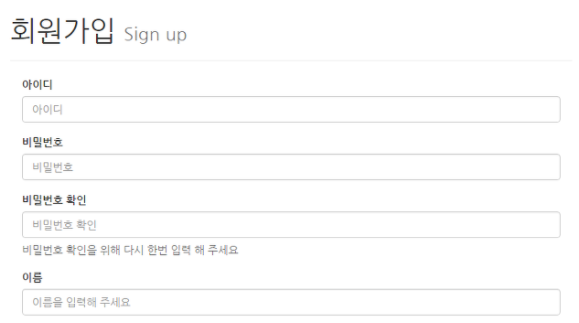 회원가입 Sign up
아이디
아이디
비밀번호
비밀번호
비밀번호 확인
비밀번호 확인
비밀번호 확인을 위해 다시 한번 입력 해 주세요
이름
이름을 입력해 주세요